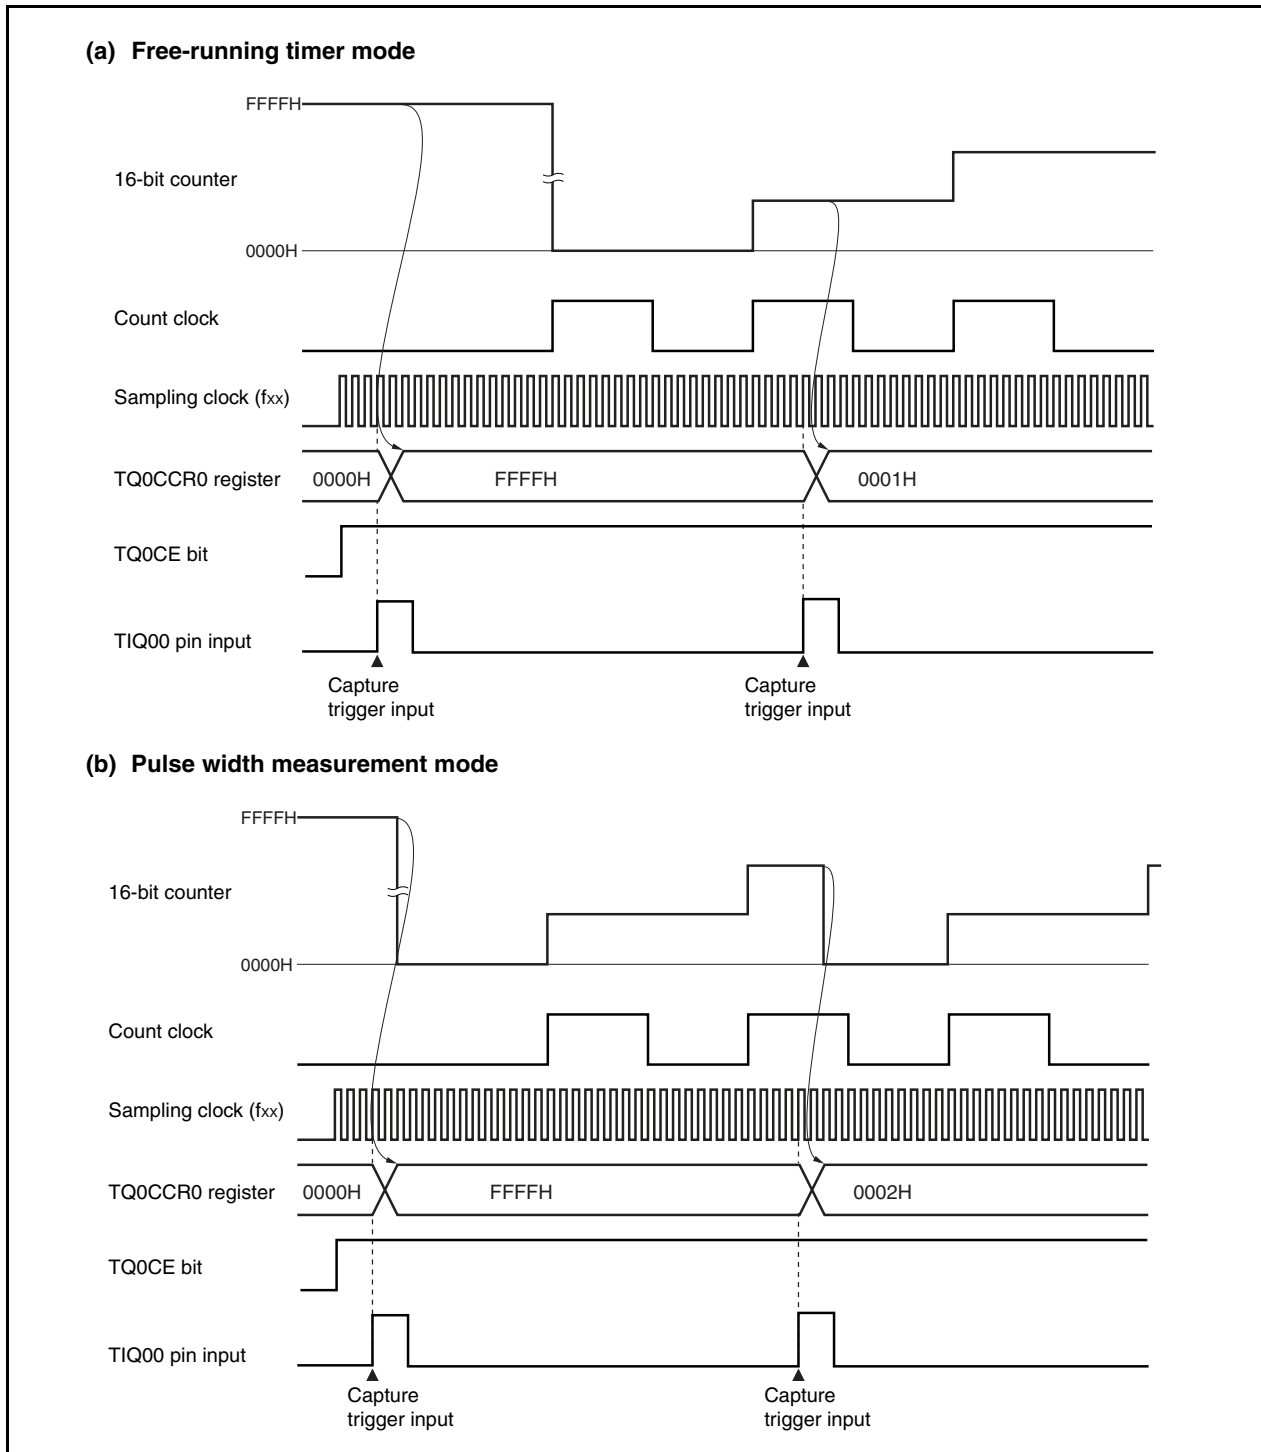 (a) Free-running timer mode
FFFFH
16-bit counter
0000H
Count clock
Sampling clock (fxx)
TQ0CCR0 register
0000H
FFFFH
0001H
TQ0CE bit
TIQ00 pin input
Capture
trigger input
Capture
trigger input
(b) Pulse width measurement mode
FFFFH
16-bit counter
0000H
Count clock
Sampling clock (fxx)
TQ0CCR0 register
0000H
FFFFH
0002H
TQ0CE bit
TIQ00 pin input
Capture
trigger input
Capture
trigger input